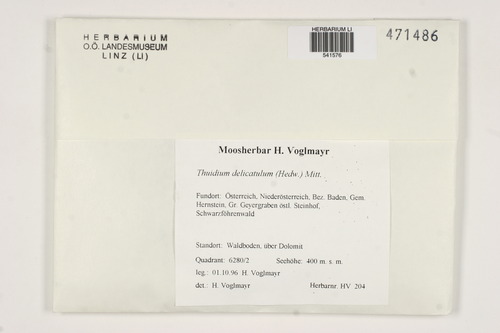 HERBARIUM
O.Ö. LANDESMUSEUM
LINZ (LI)
HERBARIUM LI
541576
471486
Moosherbar H. Voglmayr
Thuidium delicatulum (Hedw.) Mitt.
Fundort: Österreich, Niederösterreich, Bez. Baden, Gem.
Hernstein, Gr. Geyergraben östl. Steinhof,
Schwarzföhrenwald
Standort: Waldboden, über Dolomit
Quadrant: 6280/2 Seehöhe: 400 m. s. m.
leg.: 01.10.96 H. Voglmayr
det.: H. Voglmayr Herbarnr. HV 204